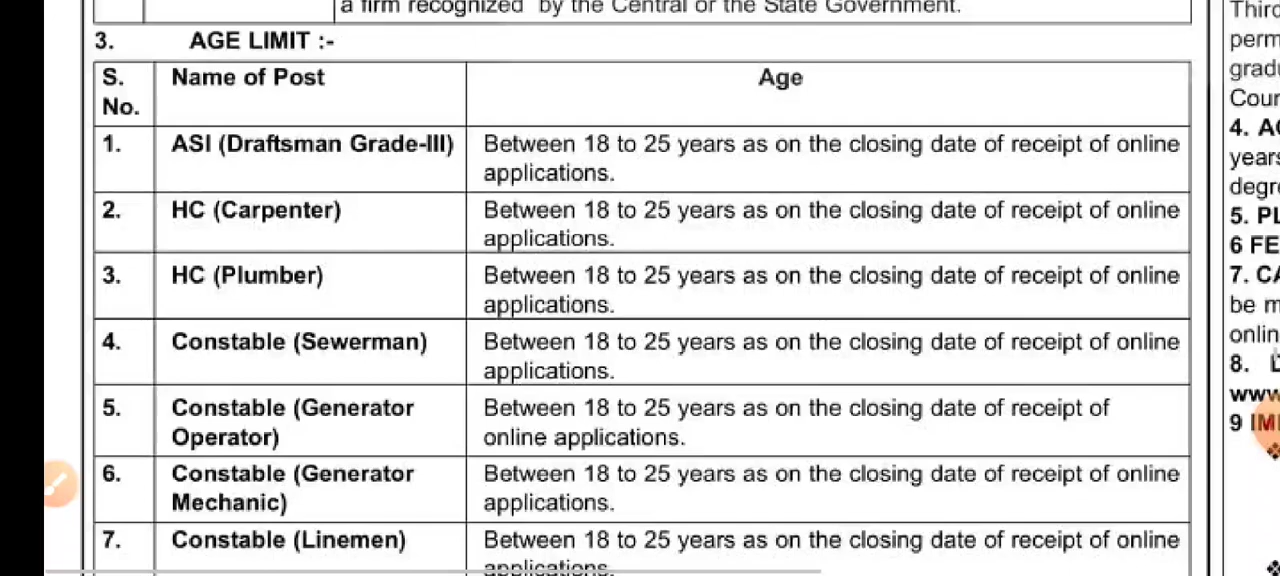 a firm recognized by the Central or the State Government.
3. AGE LIMIT :-
S. No. Name of Post Age
1. ASI (Draftsman Grade-III) Between 18 to 25 years as on the closing date of receipt of online
applications.
2. HC (Carpenter) Between 18 to 25 years as on the closing date of receipt of online
applications.
3. HC (Plumber) Between 18 to 25 years as on the closing date of receipt of online
applications.
4. Constable (Sewerman) Between 18 to 25 years as on the closing date of receipt of online
applications.
5. Constable (Generator Between 18 to 25 years as on the closing date of receipt of
Operator) online applications.
6. Constable (Generator Between 18 to 25 years as on the closing date of receipt of online
Mechanic) applications.
7. Constable (Linemen) Between 18 to 25 years as on the closing date of receipt of online
applications.
Third
perm
gradu
Cour
4. AG
years
degre
5. PL
6 FE
7. CA
be m
onlin
8.
www
9 IM